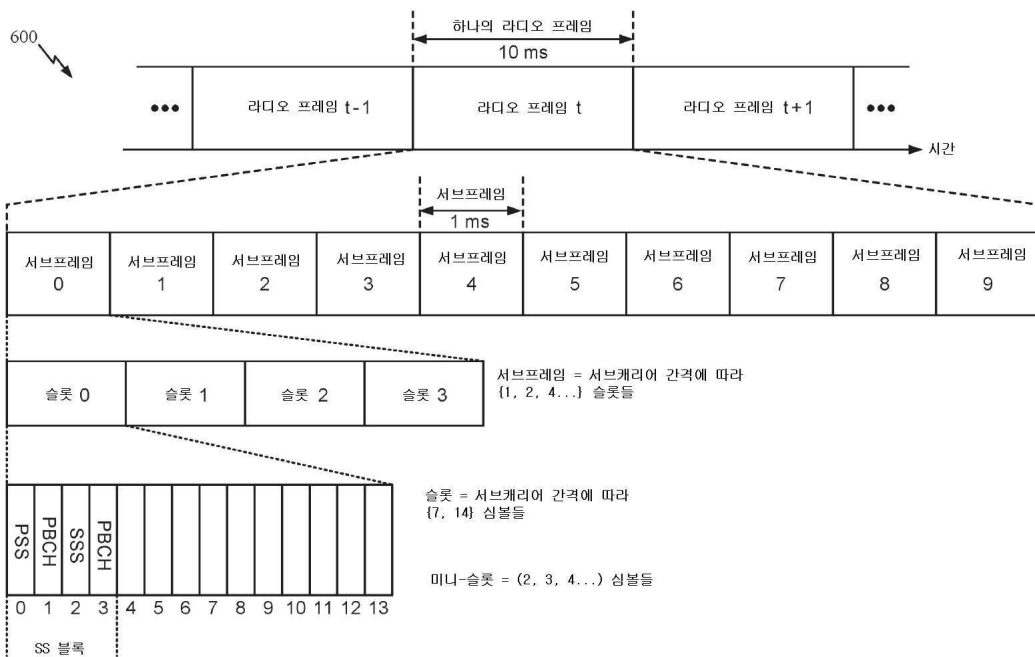 600
하나의 라디오 프레임
10 ms
••• 라디오 프레임 t-1 라디오 프레임 t 라디오 프레임 t+1 •••
시간
서브프레임
1 ms
서브프레임 서브프레임 서브프레임 서브프레임 서브프레임 서브프레임 서브프레임 서브프레임 서브프레임 서브프레임
0 1 2 3 4 5 6 7 8 9
슬롯 0 슬롯 1 슬롯 2 슬롯 3
서브프레임 = 서브캐리어 간격에 따라
{1, 2, 4...} 슬롯들
슬롯 = 서브캐리어 간격에 따라
{7, 14} 심볼들
PSS PBCH SSS PBCH
미니-슬롯 = (2, 3, 4...) 심볼들
0 1 2 3 4 5 6 7 8 9 10 11 12 13
SS 블록